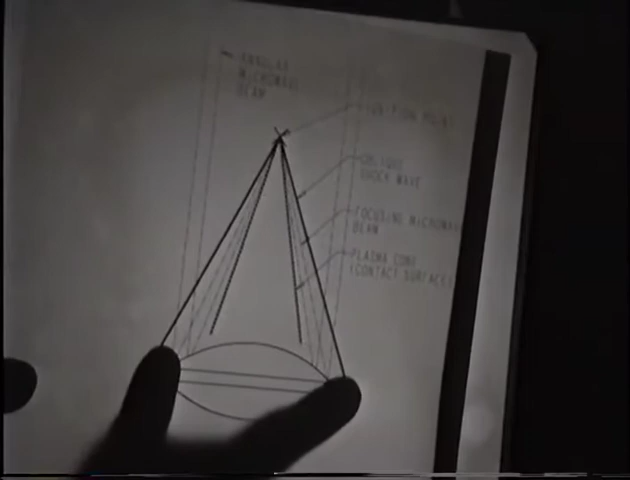 ANNULAR
MICROWAVE
BEAM
IGNITION POINT
OBLIQUE
SHOCK WAVE
FOCUSING MICROWAVE
BEAM
PLASMA CONE
(CONTACT SURFACE)